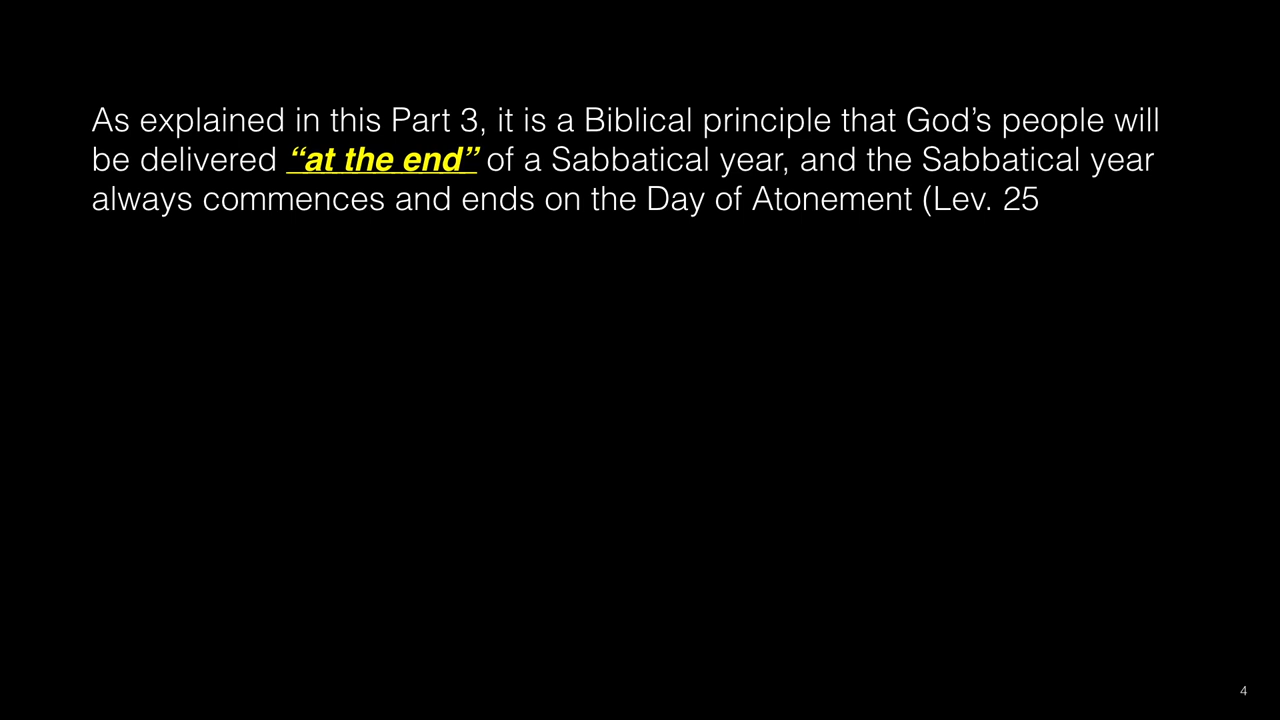 As explained in this Part 3, it is a Biblical principle that God’s people will
be delivered “at the end” of a Sabbatical year, and the Sabbatical year
always commences and ends on the Day of Atonement (Lev. 25
4